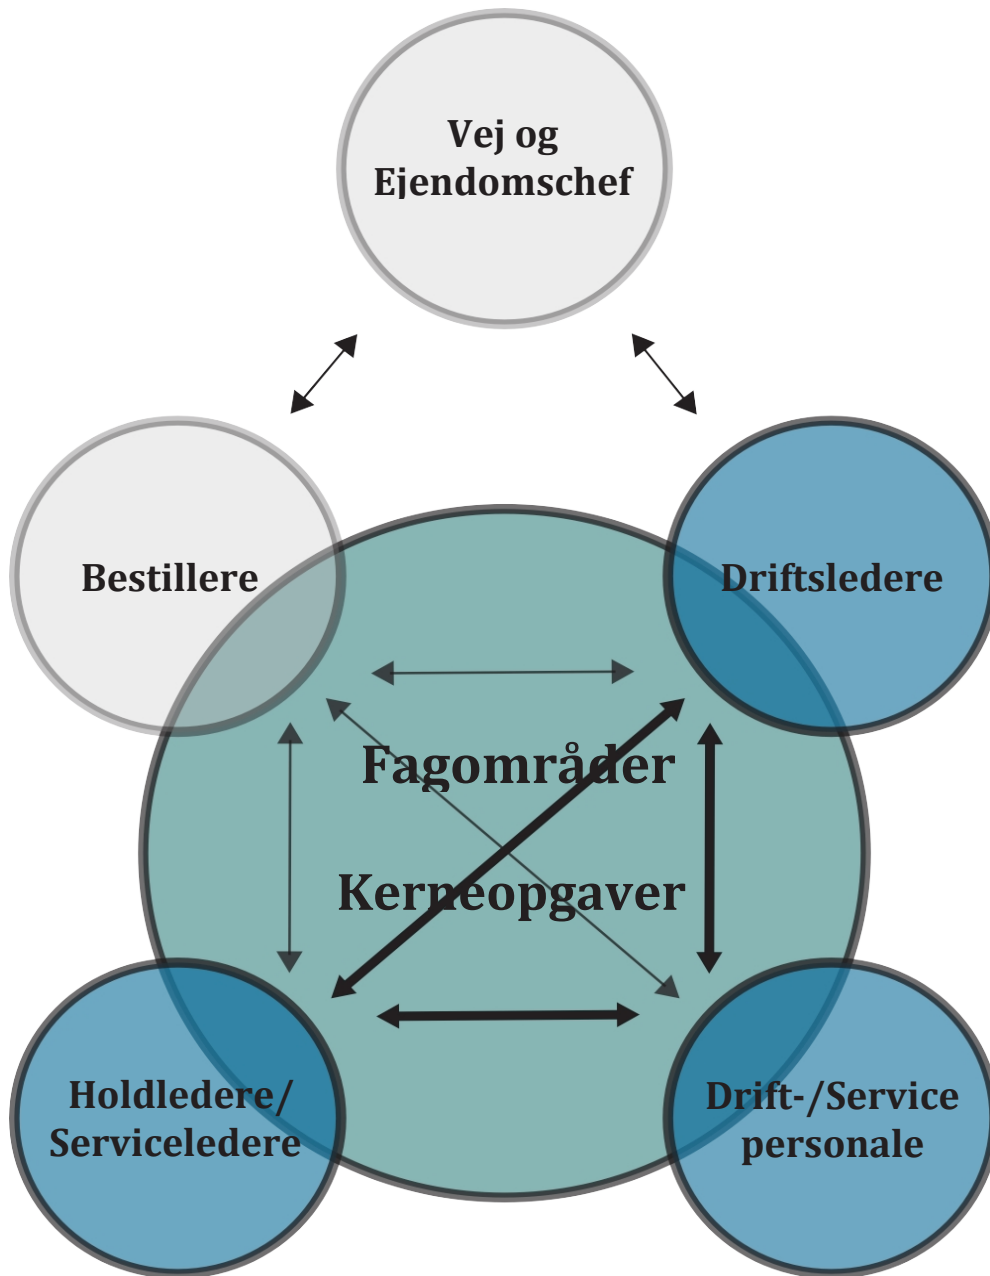 Vej og
Ejendomschef
Bestillere
Driftsledere
Fagområder
Kerneopgaver
Holdledere/
Serviceledere
Drift-/Service
personale